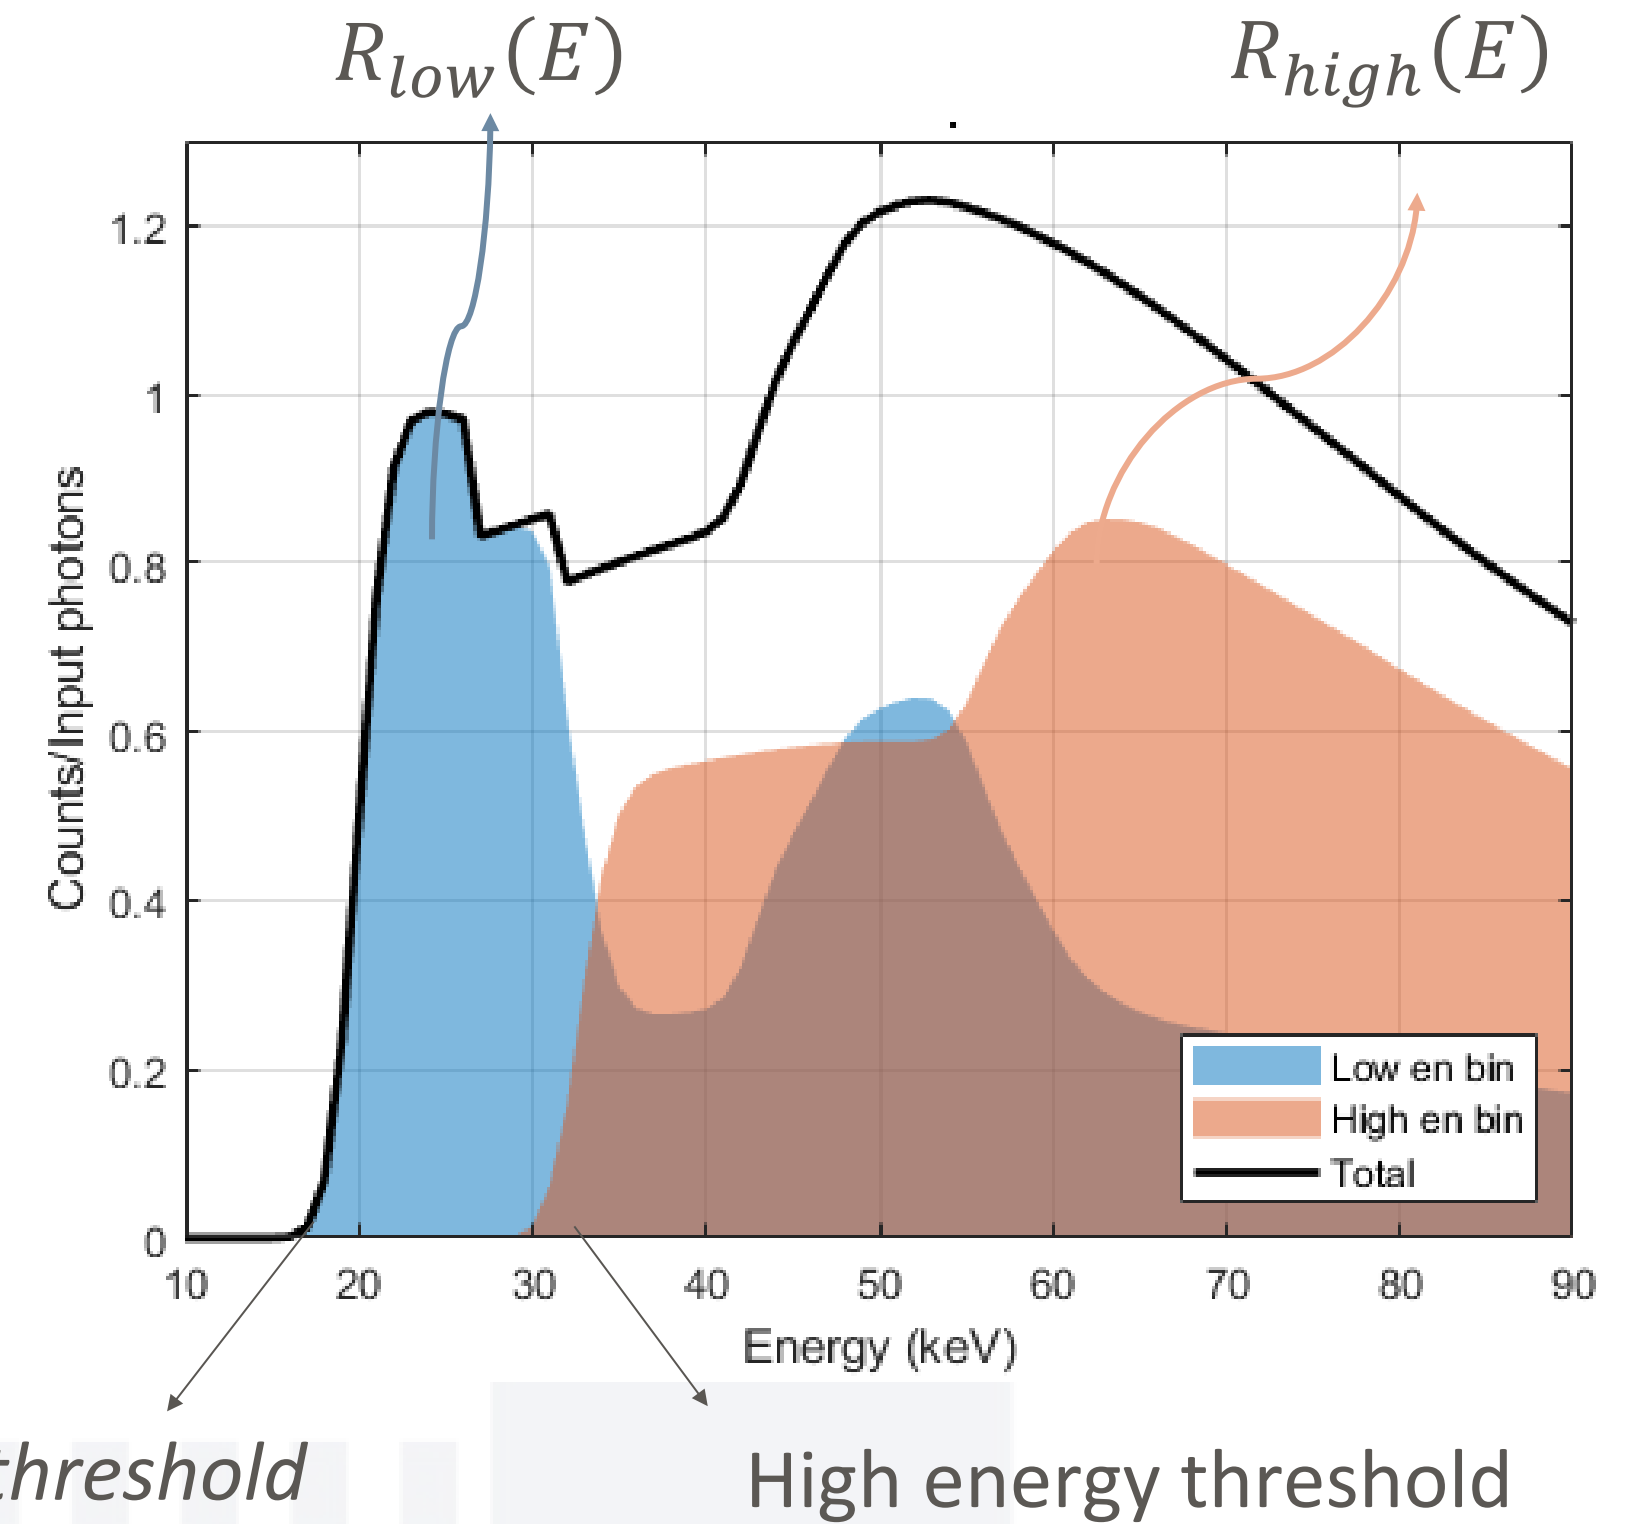 R_low(E)
R_high(E)
1.2
1
0.8
0.6
0.4
0.2
0
Counts/Input photons
Low en bin
High en bin
Total
10 20 30 40 50 60 70 80 90
Energy (keV)
threshold
High energy threshold